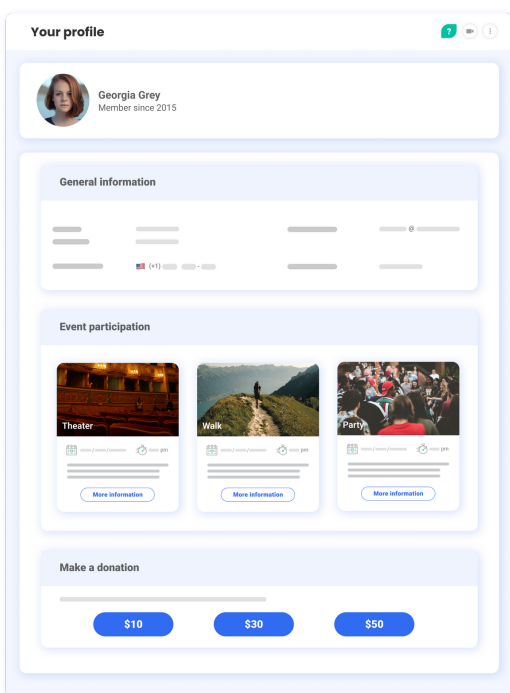 Your profile
?
Georgia Grey
Member since 2015
General information
@
(+1) -
Event participation
Theater
Walk
Party
/ / pm
/ / pm
/ / pm
More information
More information
More information
Make a donation
$10
$30
$50